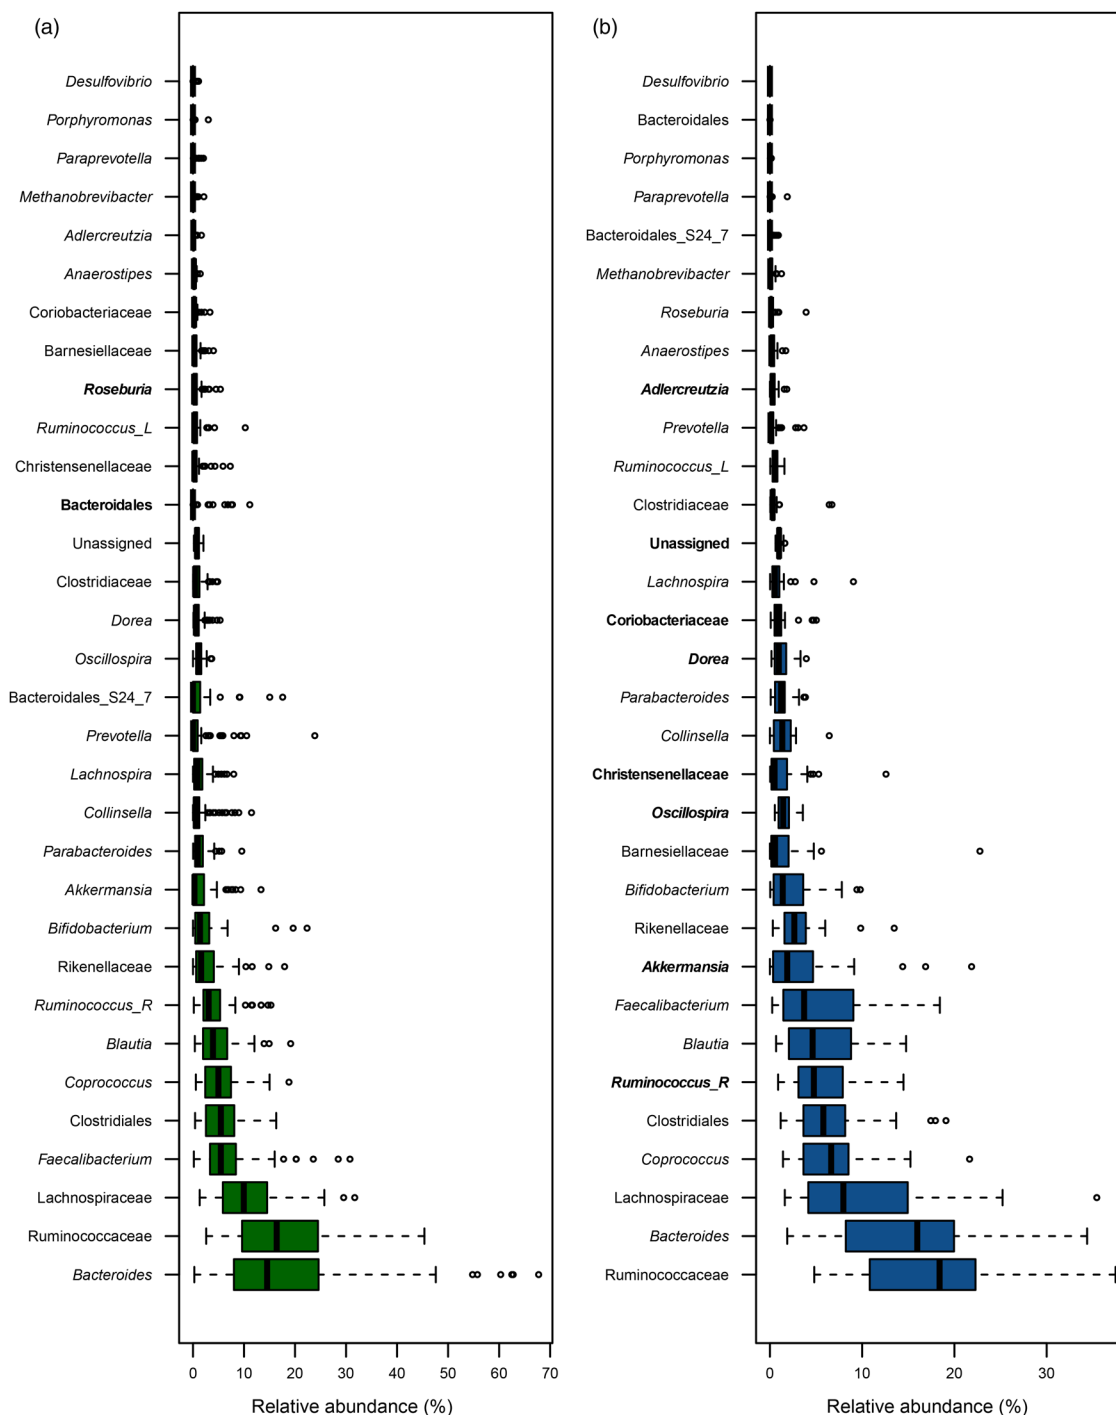 (a)
Desulfovibrio
Porphyromonas
Paraprevotella
Methanobrevibacter
Adlercreutzia
Anaerostipes
Coriobacteriaceae
Barnesiellaceae
Roseburia
Ruminococcus_L
Christensenellaceae
Bacteroidales
Unassigned
Clostridiaceae
Dorea
Oscillospira
Bacteroidales_S24_7
Prevotella
Lachnospira
Collinsella
Parabacteroides
Akkermansia
Bifidobacterium
Rikenellaceae
Ruminococcus_R
Blautia
Coprococcus
Clostridiales
Faecalibacterium
Lachnospiraceae
Ruminococcaceae
Bacteroides
0 10 20 30 40 50 60 70
Relative abundance (%)
(b)
Desulfovibrio
Bacteroidales
Porphyromonas
Paraprevotella
Bacteroidales_S24_7
Methanobrevibacter
Roseburia
Anaerostipes
Adlercreutzia
Prevotella
Ruminococcus_L
Clostridiaceae
Unassigned
Lachnospira
Coriobacteriaceae
Dorea
Parabacteroides
Collinsella
Christensenellaceae
Oscillospira
Barnesiellaceae
Bifidobacterium
Rikenellaceae
Akkermansia
Faecalibacterium
Blautia
Ruminococcus_R
Clostridiales
Coprococcus
Lachnospiraceae
Bacteroides
Ruminococcaceae
0 10 20 30
Relative abundance (%)